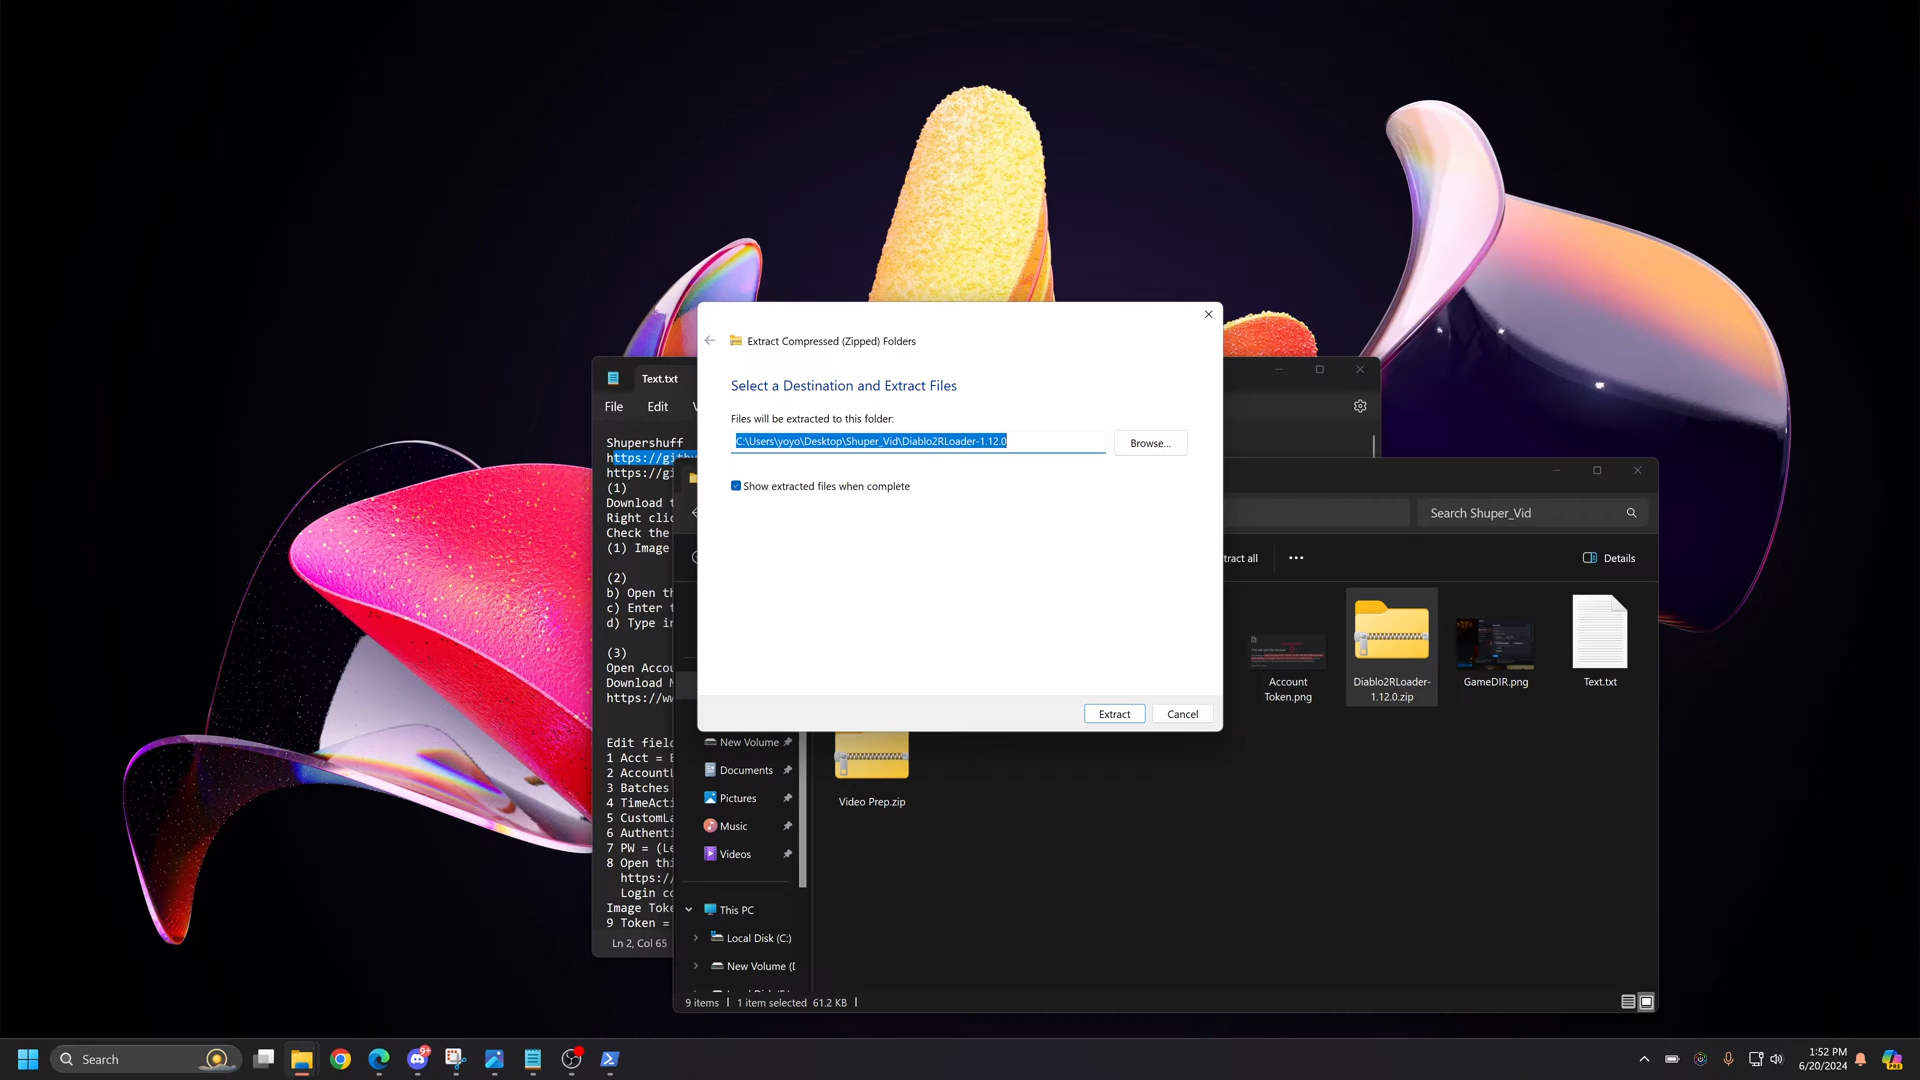 Extract Compressed (Zipped) Folders
Select a Destination and Extract Files
Files will be extracted to this folder:
C:\Users\yoyo\Desktop\Shuper_Vid\Diablo2RLoader-1.12.0
Browse...
Show extracted files when complete
Extract
Cancel
Text.txt
File
Edit
Shupershuff
https://gith
https://gi
(1)
Download
Right clic
Check the
(1) Image
(2)
b) Open th
c) Enter
d) Type in
(3)
Open Accou
Download
https://w
Edit field
1 Acct =
2 Account
3 Batches
4 TimeActi
5 CustomLa
6 Authenti
7 PW = (Le
8 Open thi
https:/
Login co
Image Toke
9 Token =
Ln 2, Col 65
Search Shuper_Vid
tract all
Details
Account
Token.png
Diablo2RLoader-
1.12.0.zip
GameDIR.png
Text.txt
Video Prep.zip
New Volume
Documents
Pictures
Music
Videos
This PC
Local Disk (C:)
New Volume (
9 items
1 item selected 61.2 KB
Search
9+
1:52 PM
6/20/2024
PRE